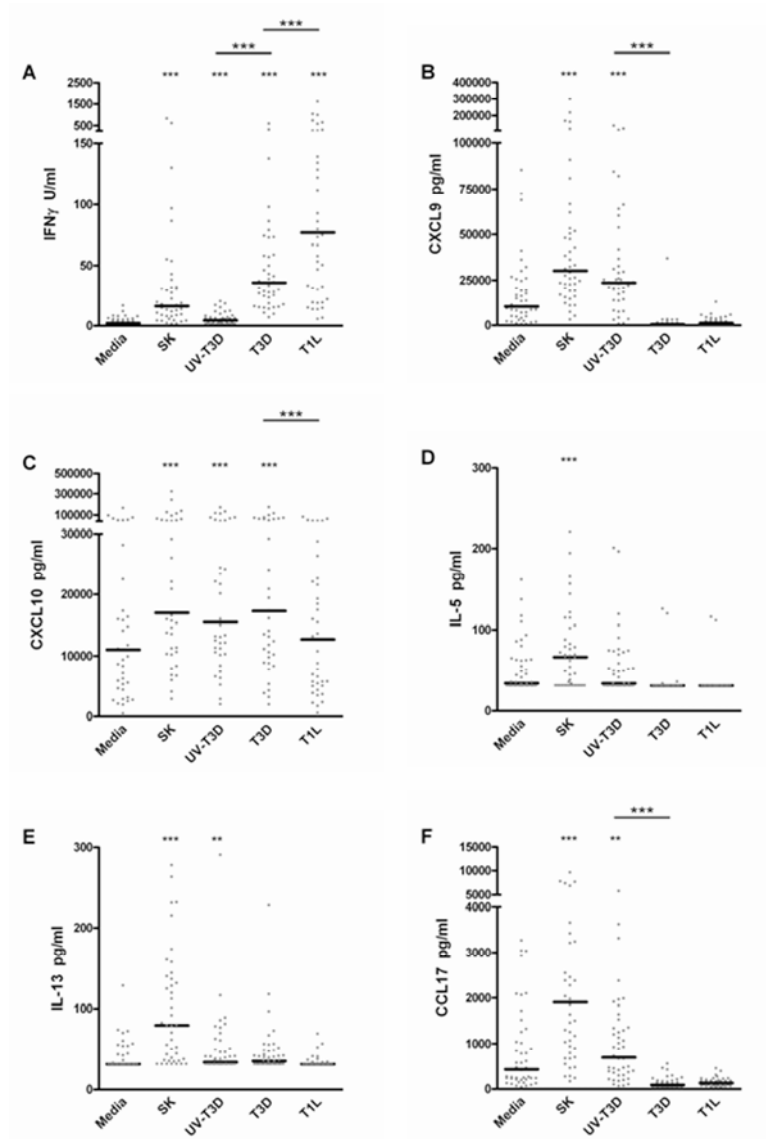 ***
***
A
*** *** *** ***
2500
1500
500
150
100
50
0
IFNγ U/ml
Media SK UV-T3D T3D T1L
***
B
*** ***
400000
300000
200000
100000
75000
50000
25000
0
CXCL9 pg/ml
Media SK UV-T3D T3D T1L
***
C
*** *** ***
500000
300000
100000
30000
20000
10000
0
CXCL10 pg/ml
Media SK UV-T3D T3D T1L
D
***
300
200
100
0
IL-5 pg/ml
Media SK UV-T3D T3D T1L
E
*** **
300
200
100
0
IL-13 pg/ml
Media SK UV-T3D T3D T1L
***
F
*** **
15000
10000
5000
4000
3000
2000
1000
0
CCL17 pg/ml
Media SK UV-T3D T3D T1L